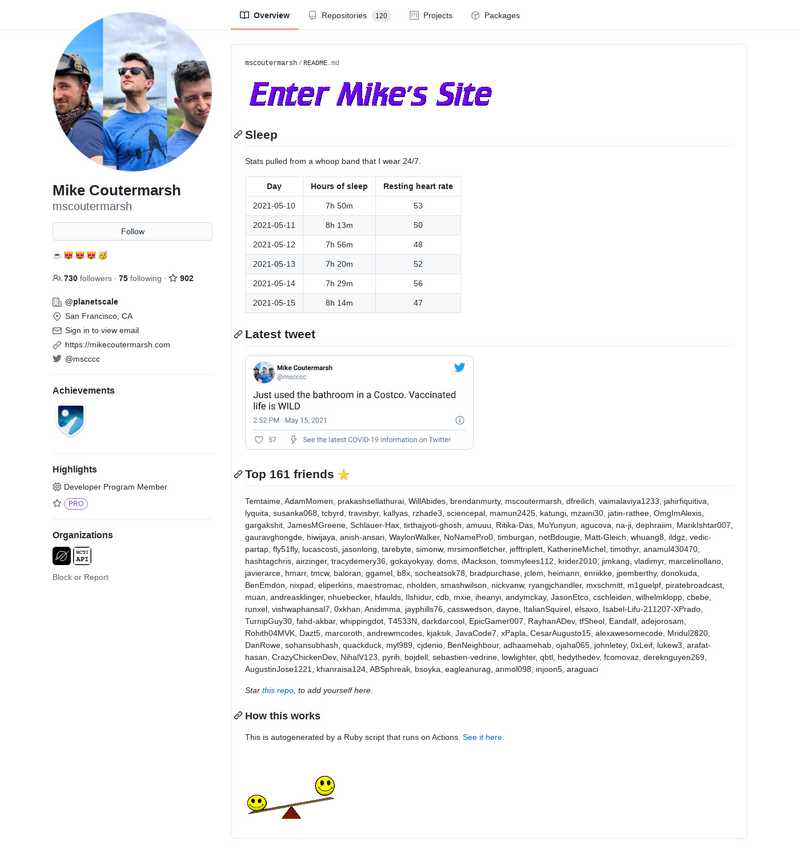 Overview Repositories 120 Projects Packages
Mike Coutermarsh
mscoutermarsh
Follow
730 followers · 75 following · 902
@planetscale
San Francisco, CA
Sign in to view email
https://mikecoutermarsh.com
@mscccc
Achievements
Highlights
Developer Program Member
PRO
Organizations
MCTI
API
Block or Report
mscoutermarsh/README.md
Enter Mike's Site
Sleep
Stats pulled from a whoop band that I wear 24/7.
Day Hours of sleep Resting heart rate
2021-05-10 7h 50m 53
2021-05-11 8h 13m 50
2021-05-12 7h 56m 48
2021-05-13 7h 20m 52
2021-05-14 7h 29m 56
2021-05-15 8h 14m 47
Latest tweet
Mike Coutermarsh
@mscccc
Just used the bathroom in a Costco. Vaccinated
life is WILD
2:52 PM · May 15, 2021
57 See the latest COVID-19 information on Twitter
Top 161 friends ⭐
Temtaime, AdamMomen, prakashsellathurai, WillAbides, brendanmurty, mscoutermarsh, dfreilich, vaimalaviya1233, jahirfiquitiva,
lyquita, susanka068, tcbyrd, travisbyr, kallyas, rzhade3, sciencepal, mamun2425, katungi, mzani30, jatin-rathee, OmgImAlexis,
gargakshit, JamesMGreene, Schlauer-Hax, tirthajyoti-ghosh, amuuu, Ritika-Das, MuYunyun, agucova, na-ji, dephraiim, MarikIshtar007,
gauravghongde, hiwijaya, anish-ansari, WaylonWalker, NoNamePro0, timburgan, netBdougie, Matt-Gleich, whuang8, ildgz, vedic-
partap, fly51fly, lucascosti, jasonlong, tarebyte, simonw, mrsimonfletcher, jefftriplett, KatherineMichel, timothyr, anamul430470,
hashtagchris, airzinger, tracydemery36, gokayokyay, doms, iMackson, tommylees112, krider2010, jimkang, vladimyr, marcelinollano,
javierarce, hmarr, tmcw, baloran, ggamel, b8x, socheatsok78, bradpurchase, jclem, heimann, ennikke, jpemberthy, donokuda,
BenEmdon, nixpad, eliperkins, maestromac, nholden, smashwilson, nickvanw, ryangjchandler, mxschmitt, m1guelpf, piratebroadcast,
muan, andreasklinger, nhuebecker, hfaulds, llshidur, cdb, mxie, iheanyi, andymckay, JasonEtco, cschleiden, wilhelmklopp, cbebe,
runxel, vishwaphansal7, 0xkhan, Anidimma, jayphills76, casswedson, dayne, ItalianSquirel, elsaxo, Isabel-Lifu-211207-XPrado,
TurnipGuy30, fahd-akbar, whippingdot, T4533N, darkdarcool, EpicGamer007, RayhanADev, tfSheol, Eandalf, adejorosam,
Rohith04MVK, Dazt5, marcoroth, andrewmcodes, kjaksik, JavaCode7, xPapla, CesarAugusto15, alexawesomecode, Mridul2820,
DanRowe, sohansubhash, quackduck, myf989, cjdenio, BenNeighbour, adhaamehab, ojaha065, johnletey, 0xLeif, lukew3, arafat-
hasan, CrazyChickenDev, NihalV123, pyrih, bojdell, sebastien-vedrine, lowlighter, qbtl, hedythedev, fcomovaz, dereknguyen269,
AugustinJose1221, khanraisa124, ABSphreak, bsoyka, eagleanurag, anmol098, injoon5, araguaci
Star this repo, to add yourself here.
How this works
This is autogenerated by a Ruby script that runs on Actions. See it here.